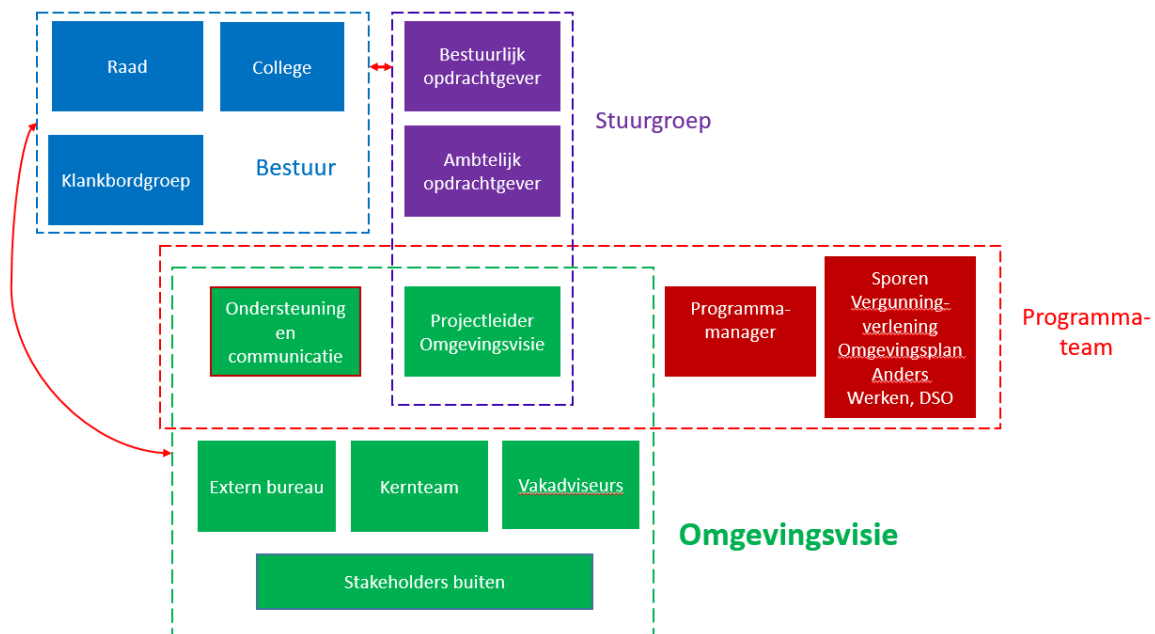 Raad
College
Klankbordgroep
Bestuur
Bestuurlijk
opdrachtgever
Ambtelijk
opdrachtgever
Stuurgroep
Ondersteuning
en
communicatie
Projectleider
Omgevingsvisie
Programma-
manager
Sporen
Vergunning-
verlening
Omgevingsplan
Anders
Werken, DSO
Programma-
team
Extern bureau
Kernteam
Vakadviseurs
Omgevingsvisie
Stakeholders buiten